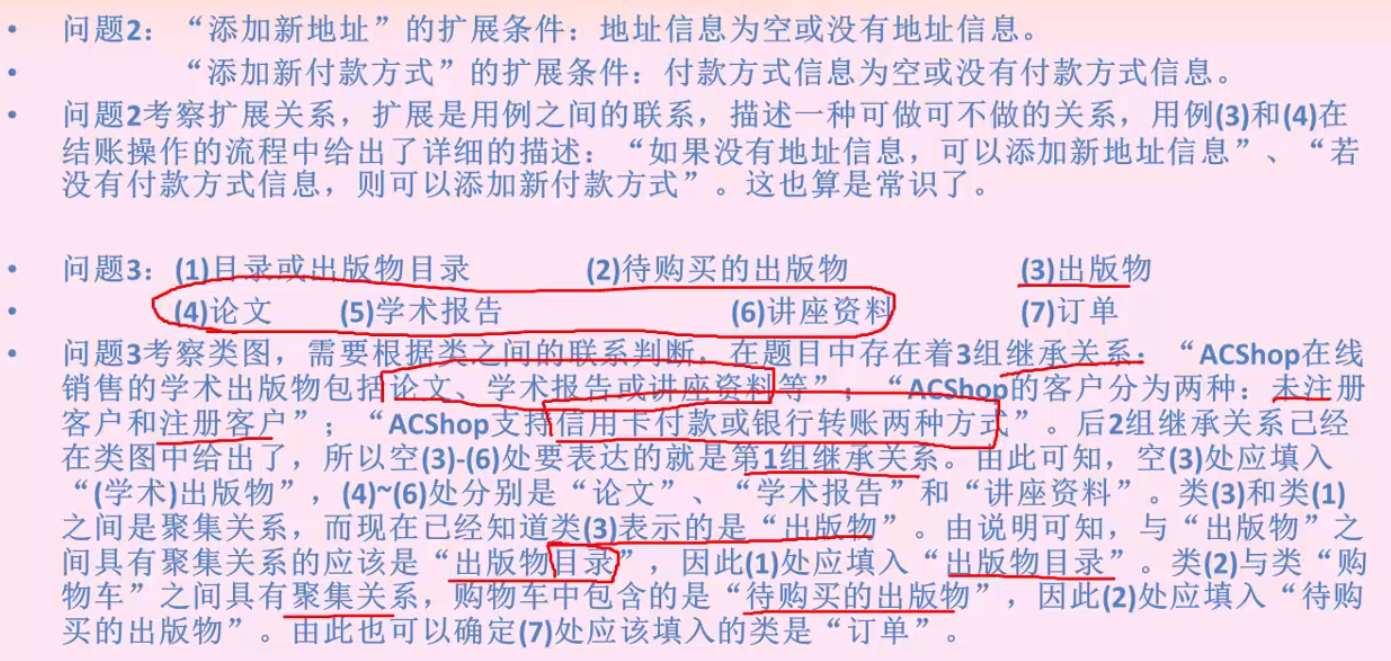 • 问题2：“添加新地址”的扩展条件：地址信息为空或没有地址信息。
• “添加新付款方式”的扩展条件：付款方式信息为空或没有付款方式信息。
• 问题2考察扩展关系，扩展是用例之间的联系，描述一种可做可不做的关系，用例(3)和(4)在
结账操作的流程中给出了详细的描述：“如果没有地址信息，可以添加新地址信息”、“若
没有付款方式信息，则可以添加新付款方式”。这也算是常识了。
• 问题3：(1)目录或出版物目录 (2)待购买的出版物 (3)出版物
• (4)论文 (5)学术报告 (6)讲座资料 (7)订单
• 问题3考察类图，需要根据类之间的联系判断，在题目中存在着3组继承关系：“ACShop在线
销售的学术出版物包括论文、学术报告或讲座资料等”；“ACShop的客户分为两种：未注册
客户和注册客户”；“ACShop支持信用卡付款或银行转账两种方式”。后2组继承关系已经
在类图中给出了，所以空(3)-(6)处要表达的就是第1组继承关系。由此可知，空(3)处应填入
“(学术)出版物”，(4)~(6)处分别是“论文”、“学术报告”和“讲座资料”。类(3)和类(1)
之间是聚集关系，而现在已经知道类(3)表示的是“出版物”。由说明可知，与“出版物”之
间具有聚集关系的应该是“出版物目录”，因此(1)处应填入“出版物目录”。类(2)与类“购
物车”之间具有聚集关系，购物车中包含的是“待购买的出版物”，因此(2)处应填入“待购
买的出版物”。由此也可以确定(7)处应该填入的类是“订单”。